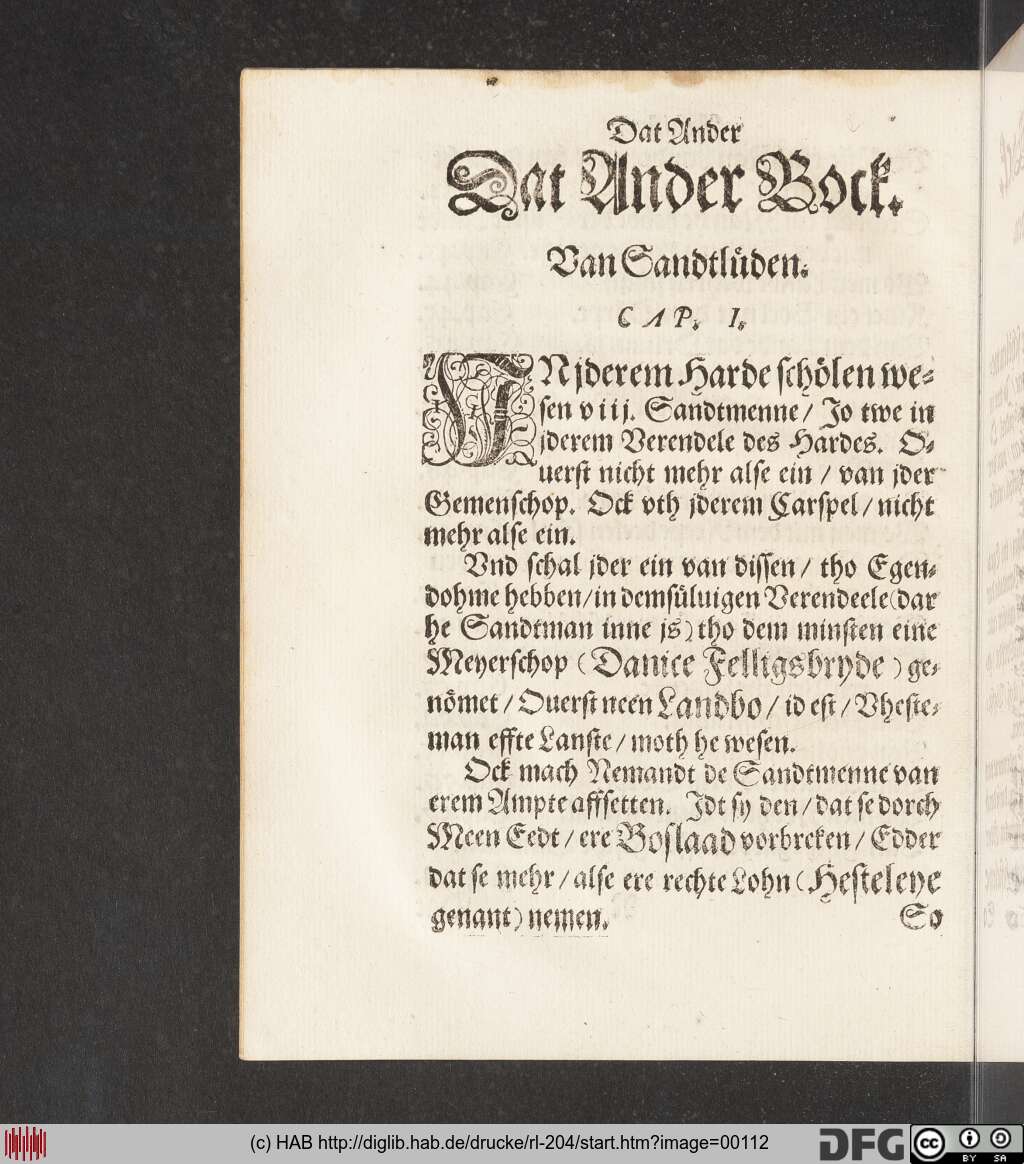 Dat Ander
Dat Ander Bock.
Van Sandtlüden.
CAP. I.
IN jderem Harde schölen we-
sen viij. Sandtmenne / Jo twe in
jderem Verendele des Hardes. O-
uerst nicht mehr alse ein / van jder
Gemenschop. Ock vth jderem Carspel / nicht
mehr alse ein.
Vnd schal jder ein van dissen / tho Egen-
dohme hebben / in demsüluigen Verendeele (dar
he Sandtman inne js) tho dem minsten eine
Meyerschop (Danice Felligsbryde) ge-
nömet / Ouerst neen Landbo / id est / Vheste-
man effte Lanste / moth he wesen.
Ock mach Nemandt de Sandtmenne van
erem Ampte affsetten. Jdt sy den / dat se dorch
Meen Eedt / ere Boslaad vorbreken / Edder
dat se mehr / alse ere rechte Lohn (Hesteleye
genant) nemen.
So
(c) HAB http://diglib.hab.de/drucke/rl-204/start.htm?image=00112
DFG
cc
BY SA